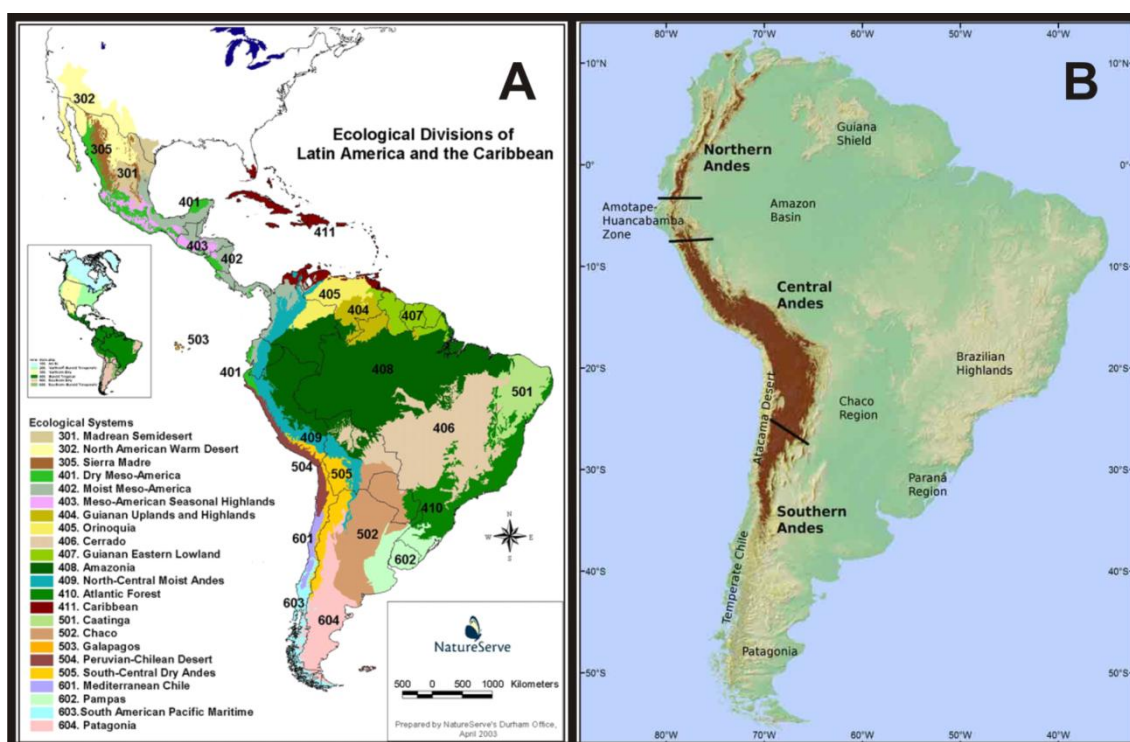 A
Ecological Divisions of
Latin America and the Caribbean
302
305
301
401
403
402
411
405
404
407
503
401
408
501
406
409
504
505
410
502
601
602
603
604
Ecological Systems
301. Madrean Semidesert
302. North American Warm Desert
305. Sierra Madre
401. Dry Meso-America
402. Moist Meso-America
403. Meso-American Seasonal Highlands
404. Guianan Uplands and Highlands
405. Orinoquia
406. Cerrado
407. Guianan Eastern Lowland
408. Amazonia
409. North-Central Moist Andes
410. Atlantic Forest
411. Caribbean
501. Caatinga
502. Chaco
503. Galapagos
504. Peruvian-Chilean Desert
505. South-Central Dry Andes
601. Mediterranean Chile
602. Pampas
603.South American Pacific Maritime
604. Patagonia
N
W E
S
NatureServe
500 0 500 1000 Kilometers
Prepared by NatureServe's Durham Office,
April 2003
B
80°W 70°W 60°W 50°W 40°W
10°N
0°
10°S
20°S
30°S
40°S
50°S
Guiana
Shield
Northern
Andes
Amotape-
Huancabamba
Zone
Amazon
Basin
Central
Andes
Brazilian
Highlands
Atacama Desert
Chaco
Region
Paraná
Region
Southern
Andes
Temperate Chile
Patagonia
10°N
0°
10°S
20°S
30°S
40°S
50°S
80°W 70°W 60°W 50°W 40°W